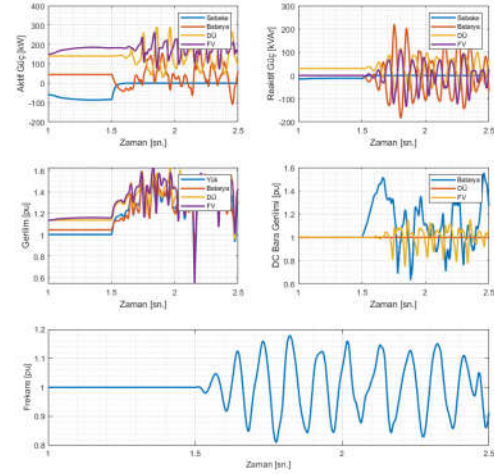 Aktif Güç [kW]
400
300
200
100
0
-100
-200
1
1.5
2
2.5
Zaman [sn.]
Şebeke
Batarya
DÜ
FV
Reaktif Güç [kVAr]
300
200
100
0
-100
-200
1
1.5
2
2.5
Zaman [sn.]
Şebeke
Batarya
DÜ
FV
Gerilim [pu]
1.6
1.4
1.2
1
0.8
0.6
1
1.5
2
2.5
Zaman [sn.]
Yük
Batarya
DÜ
FV
DC Bara Gerilimi [pu]
1.6
1.4
1.2
1
0.8
0.6
1
1.5
2
2.5
Zaman [sn.]
Batarya
DÜ
FV
Frekans [pu]
1.2
1.1
1
0.9
0.8
1
1.5
2
2.5
Zaman [sn.]